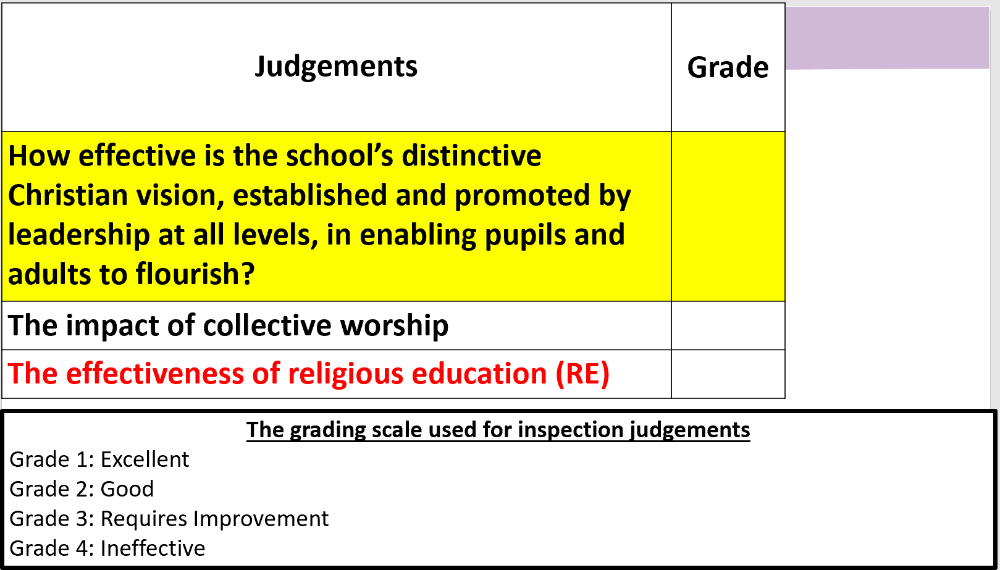 Judgements
Grade
How effective is the school’s distinctive
Christian vision, established and promoted by
leadership at all levels, in enabling pupils and
adults to flourish?
The impact of collective worship
The effectiveness of religious education (RE)
The grading scale used for inspection judgements
Grade 1: Excellent
Grade 2: Good
Grade 3: Requires Improvement
Grade 4: Ineffective